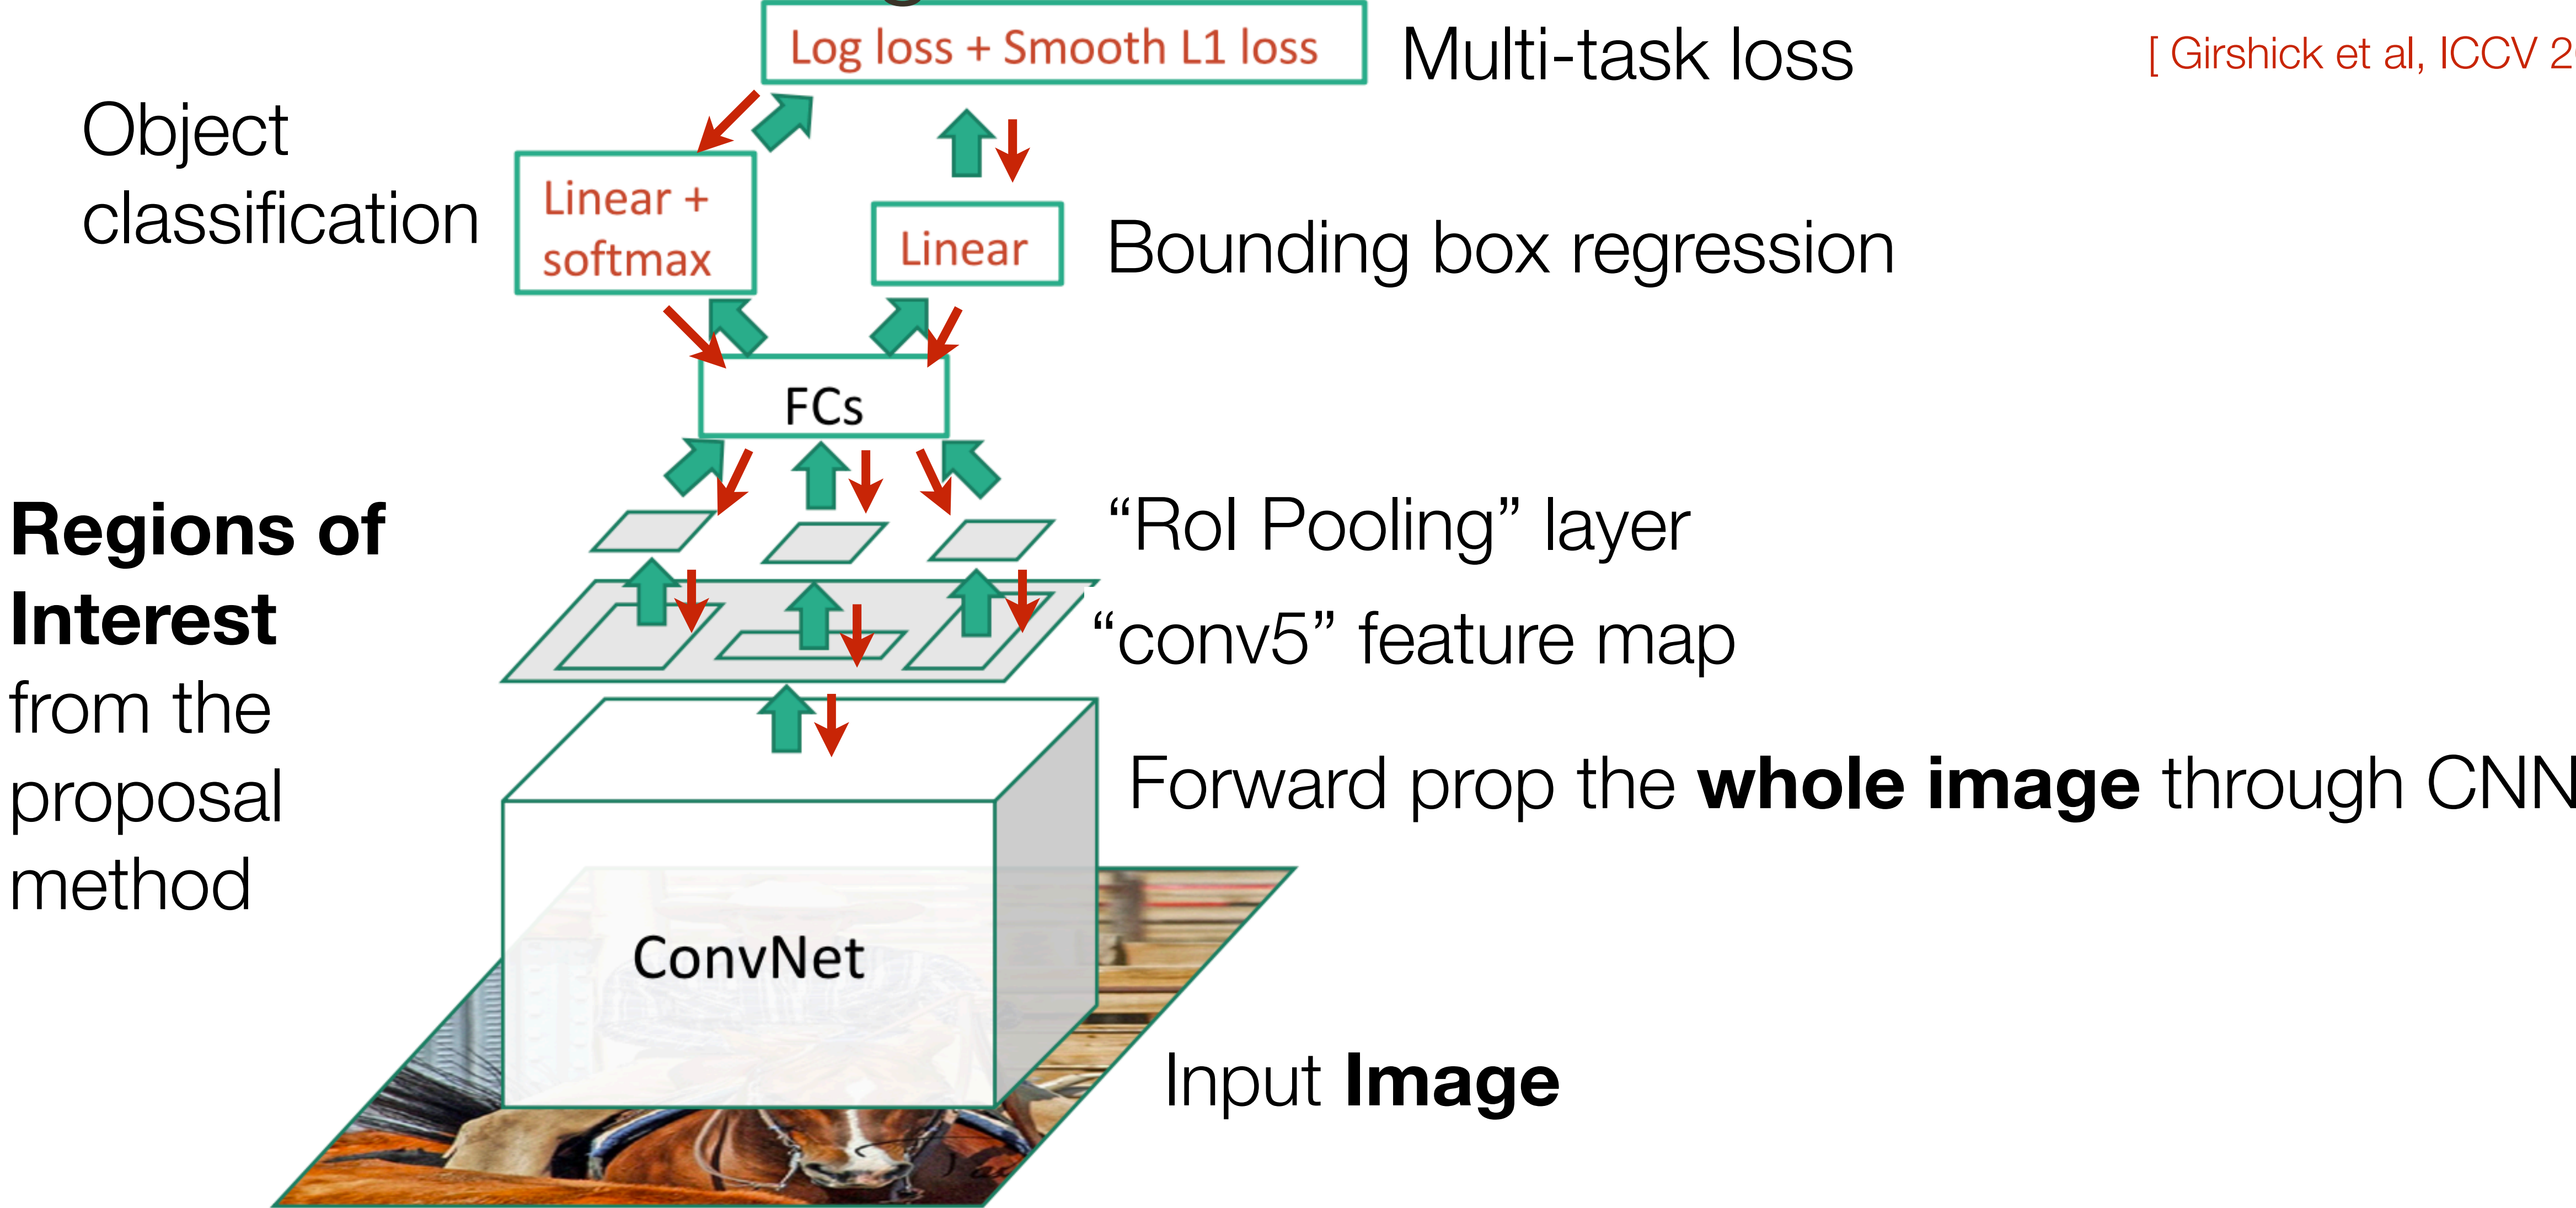 Log loss + Smooth L1 loss
Multi-task loss
[ Girshick et al, ICCV
Object
classification
Linear +
softmax
Linear
Bounding box regression
FCs
Regions of
Interest
from the
proposal
method
“RoI Pooling” layer
“conv5” feature map
Forward prop the whole image through CNN
ConvNet
Input Image